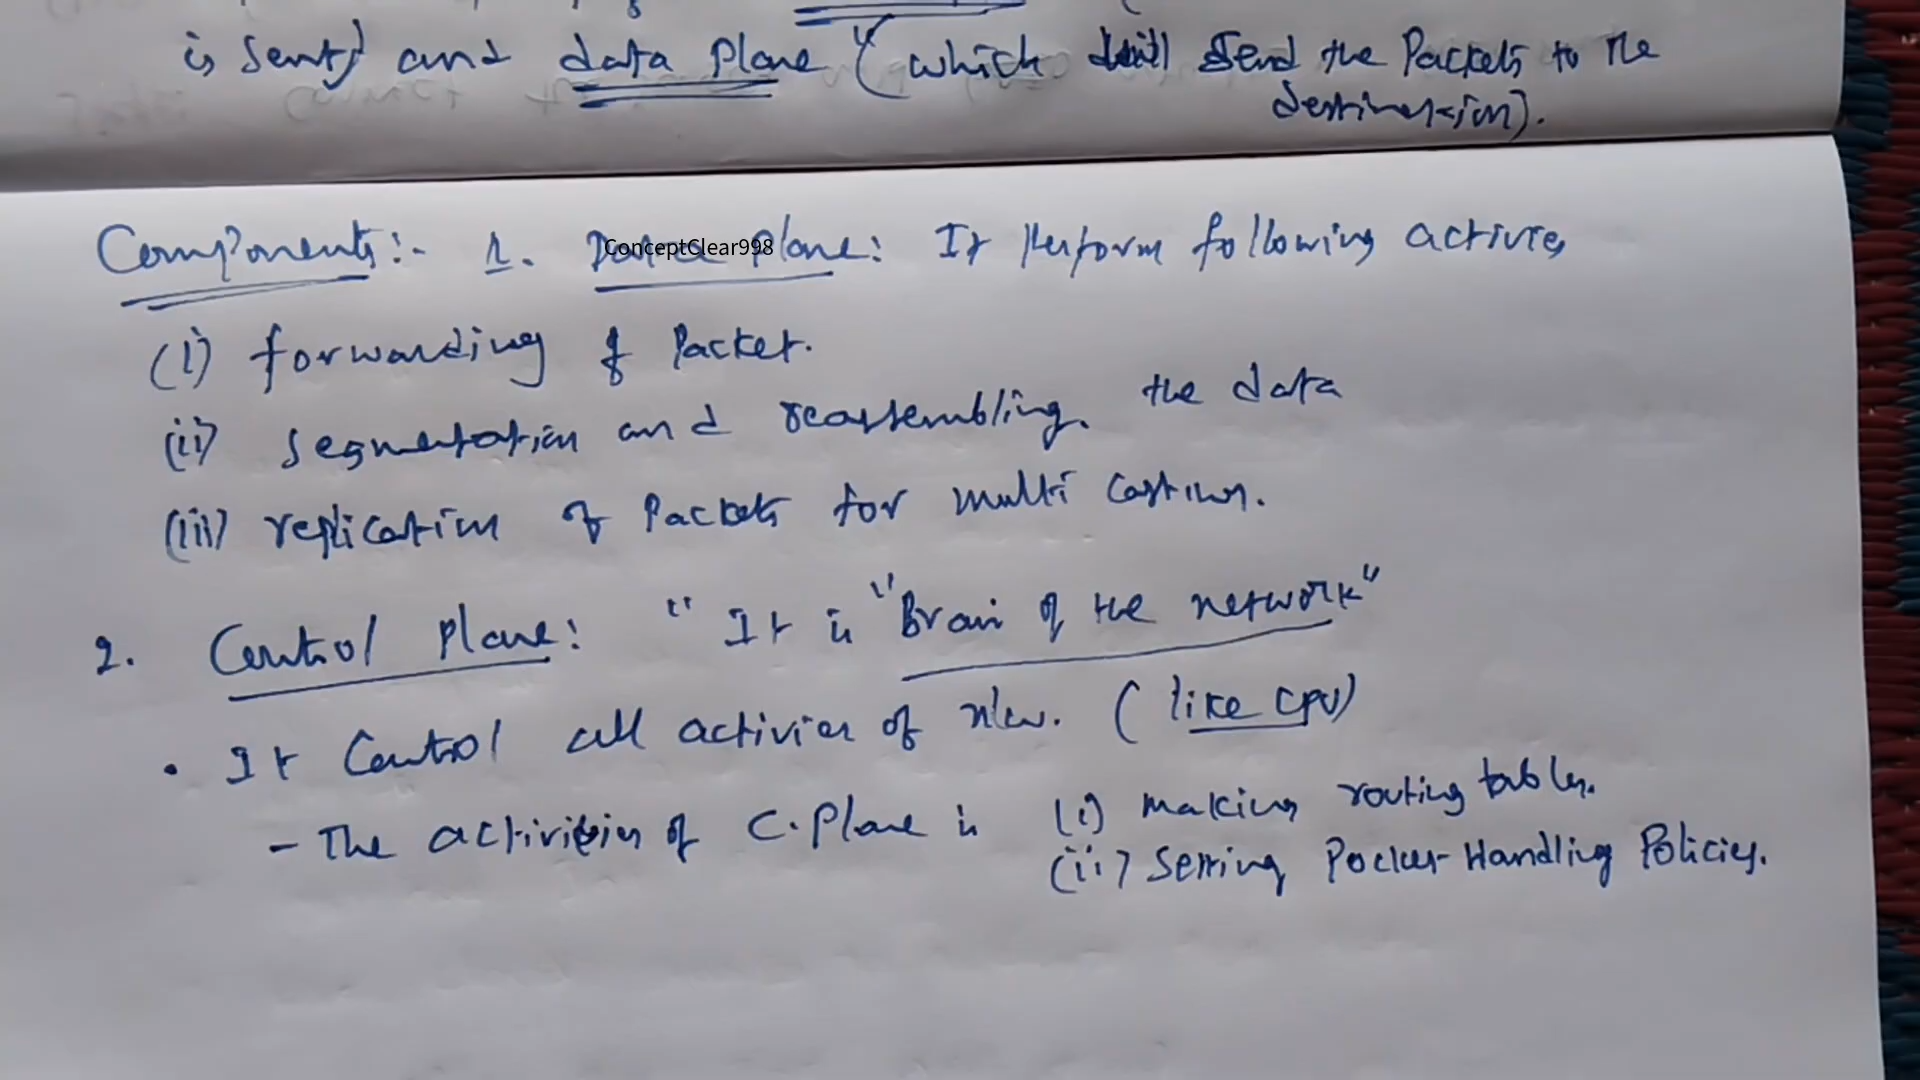 is sent) and data plane (which will send the Packets to the
destination).
Components:- 1. Data Plane: It perform following activies
ConceptClear998
(i) forwarding of Packet.
(ii) segmentation and reassembling. the data
(iii) replication of Packets for multi casting.
2. Control Plane: " It is "Brain of the network"
• It Control all activies of n/w. (like CPU)
- The activities of C.Plane is (i) making routing tables.
(ii) Setting Packet-Handling Policies.